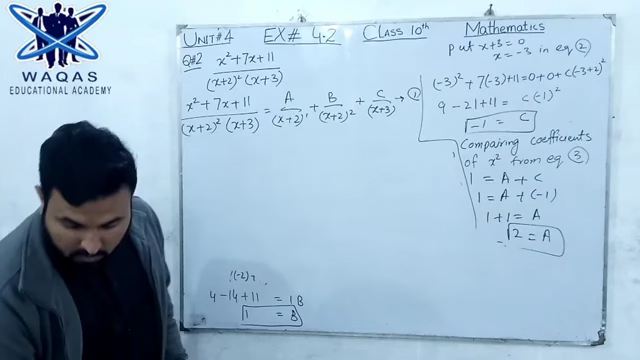 WAQAS
EDUCATIONAL ACADEMY
UNIT#4 EX# 4.2 CLASS 10th Mathematics
Q#2 x²+7x+11 / (x+2)² (x+3)
x²+7x+11 / (x+2)² (x+3) = A / (x+2)¹ + B / (x+2)² + C / (x+3) → ①
4-14+11 = 1B
1 = B
Put x+3=0
x=-3 in eq ②
(-3)²+7(-3)+11=0+0+C(-3+2)²
9-21+11= C(-1)²
-1 = C
Comparing coefficients
of x² from eq ③
1 = A + C
1 = A + (-1)
1+1 = A
2 = A